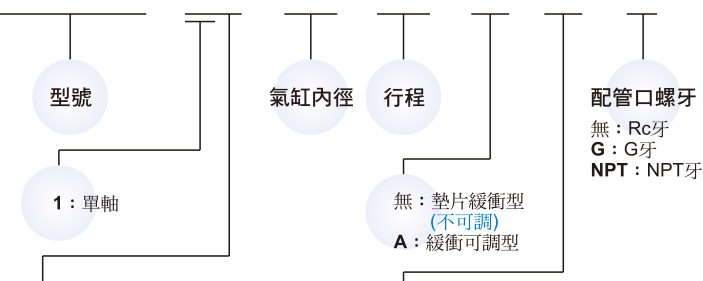 型號
氣缸內徑
行程
配管口螺牙
無：Rc牙
G：G牙
NPT：NPT牙
1：單軸
無：墊片緩衝型
(不可調)
A：緩衝可調型